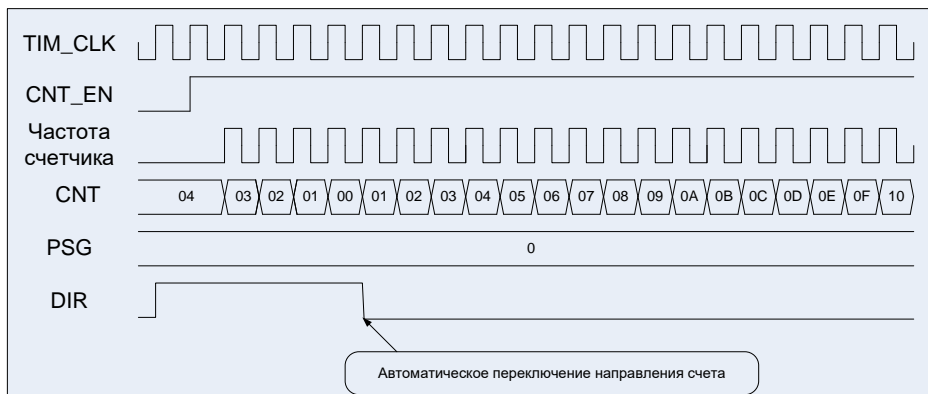 TIM_CLK
CNT_EN
Частота
счетчика
CNT 04 03 02 01 00 01 02 03 04 05 06 07 08 09 0A 0B 0C 0D 0E 0F 10
PSG 0
DIR
Автоматическое переключение направления счета